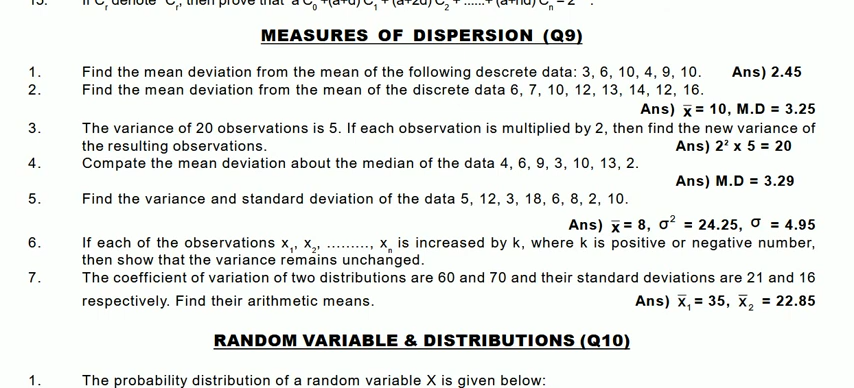 MEASURES OF DISPERSION (Q9)
1. Find the mean deviation from the mean of the following descrete data: 3, 6, 10, 4, 9, 10. Ans) 2.45
2. Find the mean deviation from the mean of the discrete data 6, 7, 10, 12, 13, 14, 12, 16.
Ans) x̄ = 10, M.D = 3.25
3. The variance of 20 observations is 5. If each observation is multiplied by 2, then find the new variance of
the resulting observations. Ans) 2² x 5 = 20
4. Compate the mean deviation about the median of the data 4, 6, 9, 3, 10, 13, 2.
Ans) M.D = 3.29
5. Find the variance and standard deviation of the data 5, 12, 3, 18, 6, 8, 2, 10.
Ans) x̄ = 8, σ² = 24.25, σ = 4.95
6. If each of the observations x₁, x₂, ........., xₙ is increased by k, where k is positive or negative number,
then show that the variance remains unchanged.
7. The coefficient of variation of two distributions are 60 and 70 and their standard deviations are 21 and 16
respectively. Find their arithmetic means. Ans) x̄₁ = 35, x̄₂ = 22.85
RANDOM VARIABLE & DISTRIBUTIONS (Q10)
1. The probability distribution of a random variable X is given below: